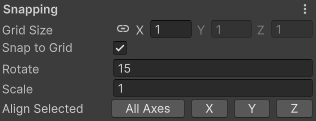 Snapping
Grid Size X 1 Y 1 Z 1
Snap to Grid
Rotate 15
Scale 1
Align Selected All Axes X Y Z